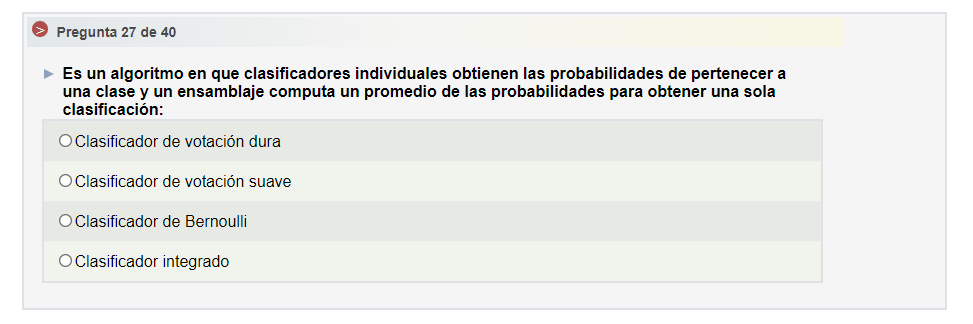 Pregunta 27 de 40
Es un algoritmo en que clasificadores individuales obtienen las probabilidades de pertenecer a
una clase y un ensamblaje computa un promedio de las probabilidades para obtener una sola
clasificación:
Clasificador de votación dura
Clasificador de votación suave
Clasificador de Bernoulli
Clasificador integrado